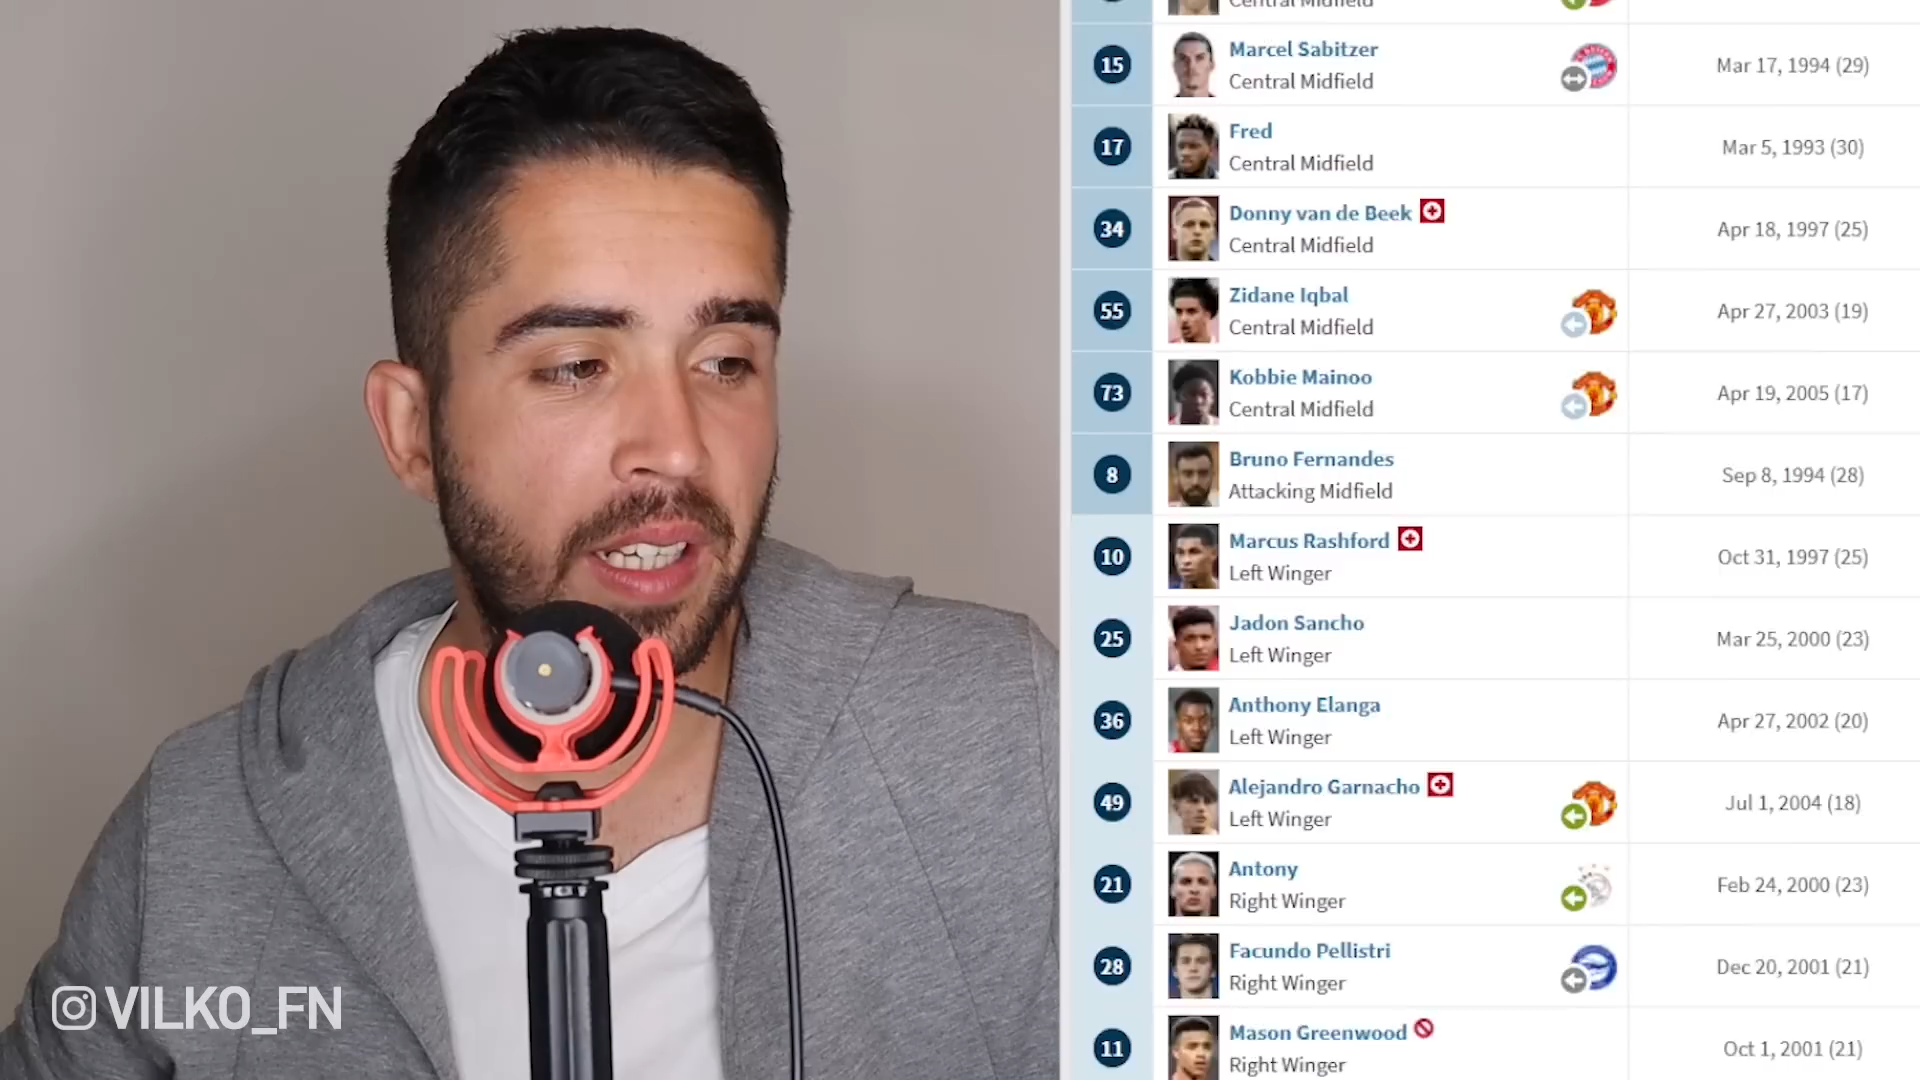 Central Midfield
15
Marcel Sabitzer
Central Midfield
Mar 17, 1994 (29)
17
Fred
Central Midfield
Mar 5, 1993 (30)
34
Donny van de Beek
Central Midfield
Apr 18, 1997 (25)
55
Zidane Iqbal
Central Midfield
Apr 27, 2003 (19)
73
Kobbie Mainoo
Central Midfield
Apr 19, 2005 (17)
8
Bruno Fernandes
Attacking Midfield
Sep 8, 1994 (28)
10
Marcus Rashford
Left Winger
Oct 31, 1997 (25)
25
Jadon Sancho
Left Winger
Mar 25, 2000 (23)
36
Anthony Elanga
Left Winger
Apr 27, 2002 (20)
49
Alejandro Garnacho
Left Winger
Jul 1, 2004 (18)
21
Antony
Right Winger
Feb 24, 2000 (23)
28
Facundo Pellistri
Right Winger
Dec 20, 2001 (21)
11
Mason Greenwood
Right Winger
Oct 1, 2001 (21)
VILKO_FN